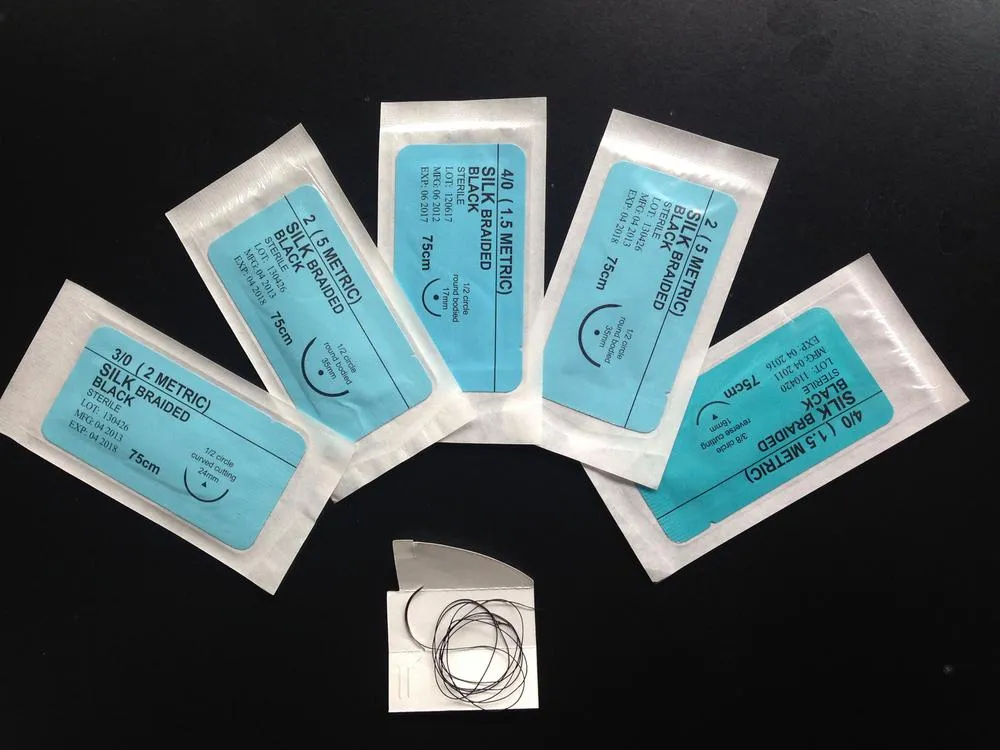 3/0 ( 2 METRIC)
SILK BRAIDED
BLACK
STERILE
LOT: 130426
MFG: 04 2013
EXP: 04 2018
75cm
1/2 circle
curved cutting
24mm
2 ( 5 METRIC)
SILK BRAIDED
BLACK
STERILE
LOT: 130426
MFG: 04 2013
EXP: 04 2018
75cm
1/2 circle
round bodied
35mm
4/0 ( 1.5 METRIC)
SILK BRAIDED
BLACK
STERILE
LOT: 120617
MFG: 06 2012
EXP: 06 2017
75cm
1/2 circle
round bodied
17mm
2 ( 5 METRIC)
SILK BRAIDED
BLACK
STERILE
LOT: 130426
MFG: 04 2013
EXP: 04 2018
75cm
1/2 circle
round bodied
35mm
4/0 ( 1.5 METRIC)
SILK BRAIDED
BLACK
STERILE
LOT: 110420
MFG: 04 2011
EXP: 04 2016
75cm
3/8 circle
reverse cutting
16mm